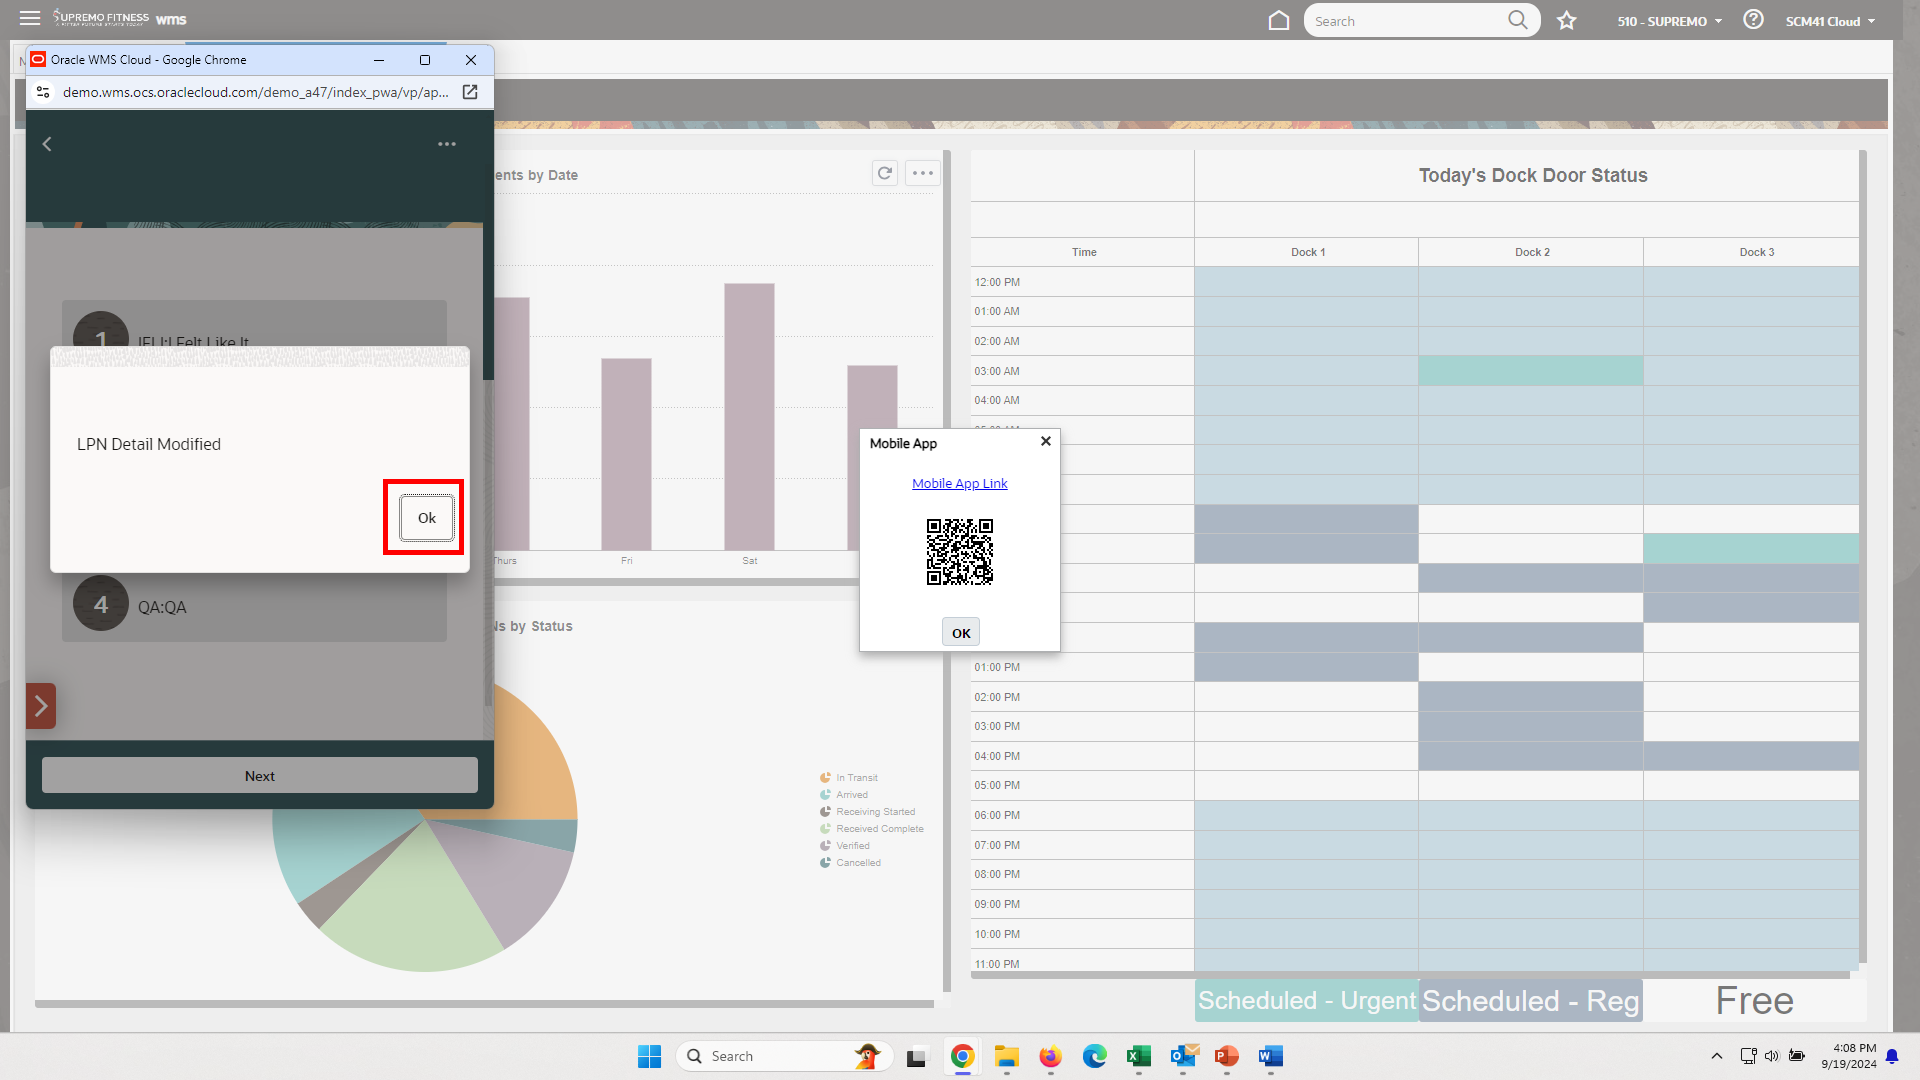 SUPREMO FITNESS wms
Search
510 - SUPREMO
SCM41 Cloud
Oracle WMS Cloud - Google Chrome
demo.wms.ocs.oraclecloud.com/demo_a47/index_pwa/vp/ap...
1
IFLI:I Felt Like It
LPN Detail Modified
Ok
4
QA:QA
Next
ents by Date
Thurs
Fri
Sat
Ns by Status
In Transit
Arrived
Receiving Started
Received Complete
Verified
Cancelled
Mobile App
Mobile App Link
OK
Today's Dock Door Status
Time
Dock 1
Dock 2
Dock 3
12:00 PM
01:00 AM
02:00 AM
03:00 AM
04:00 AM
01:00 PM
02:00 PM
03:00 PM
04:00 PM
05:00 PM
06:00 PM
07:00 PM
08:00 PM
09:00 PM
10:00 PM
11:00 PM
Scheduled - Urgent
Scheduled - Reg
Free
Search
4:08 PM
9/19/2024